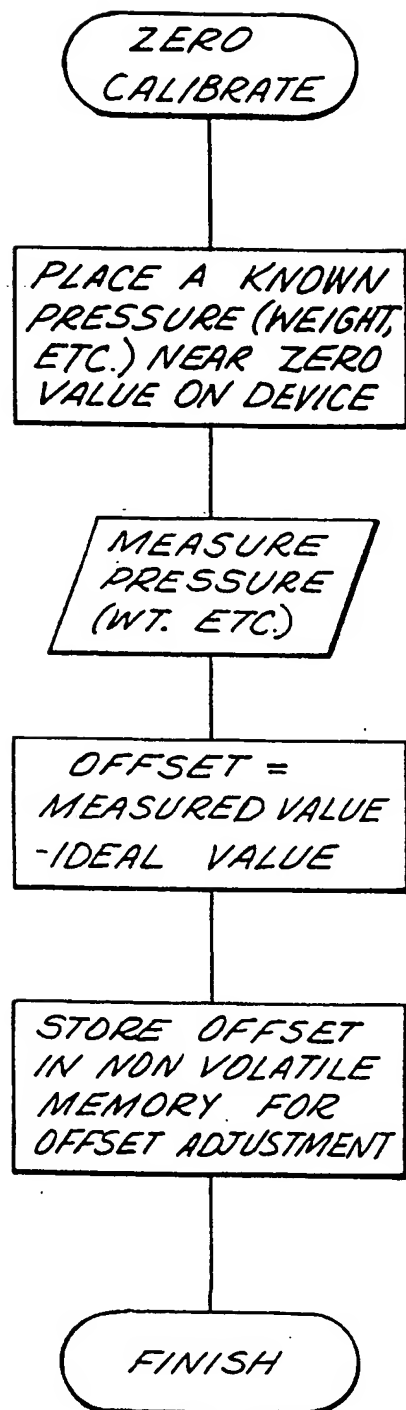 ZERO
CALIBRATE
PLACE A KNOWN
PRESSURE (WEIGHT,
ETC.) NEAR ZERO
VALUE ON DEVICE
MEASURE
PRESSURE
(WT. ETC.)
OFFSET =
MEASURED VALUE
-IDEAL VALUE
STORE OFFSET
IN NON VOLATILE
MEMORY FOR
OFFSET ADJUSTMENT
FINISH